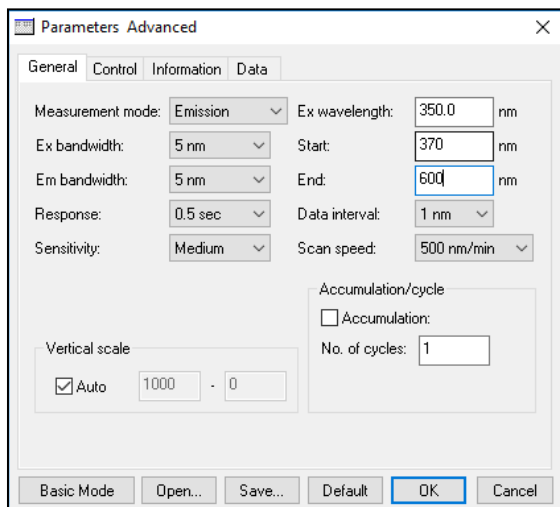 Parameters Advanced
General Control Information Data
Measurement mode: Emission Ex wavelength: 350.0 nm
Ex bandwidth: 5 nm Start: 370 nm
Em bandwidth: 5 nm End: 600 nm
Response: 0.5 sec Data interval: 1 nm
Sensitivity: Medium Scan speed: 500 nm/min
Accumulation/cycle
Accumulation:
Vertical scale No. of cycles: 1
Auto 1000 - 0
Basic Mode Open... Save... Default OK Cancel